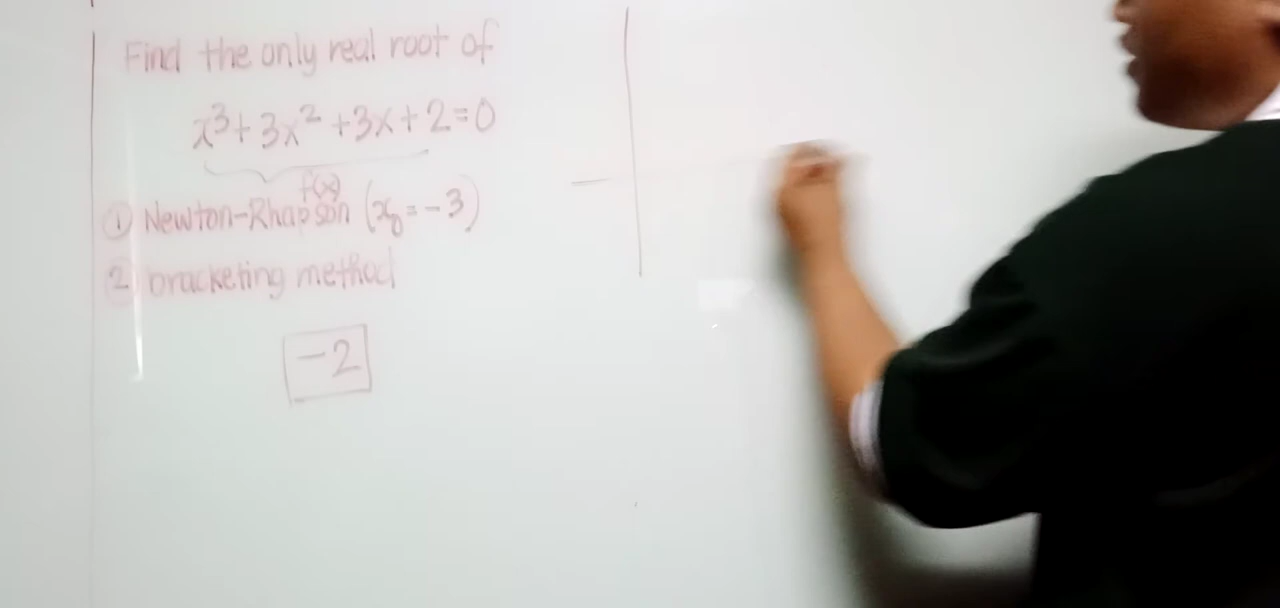 Find the only real root of
x³ + 3x² + 3x + 2 = 0
f(x)
① Newton-Rhapson (x₀ = -3)
② bracketing method
-2